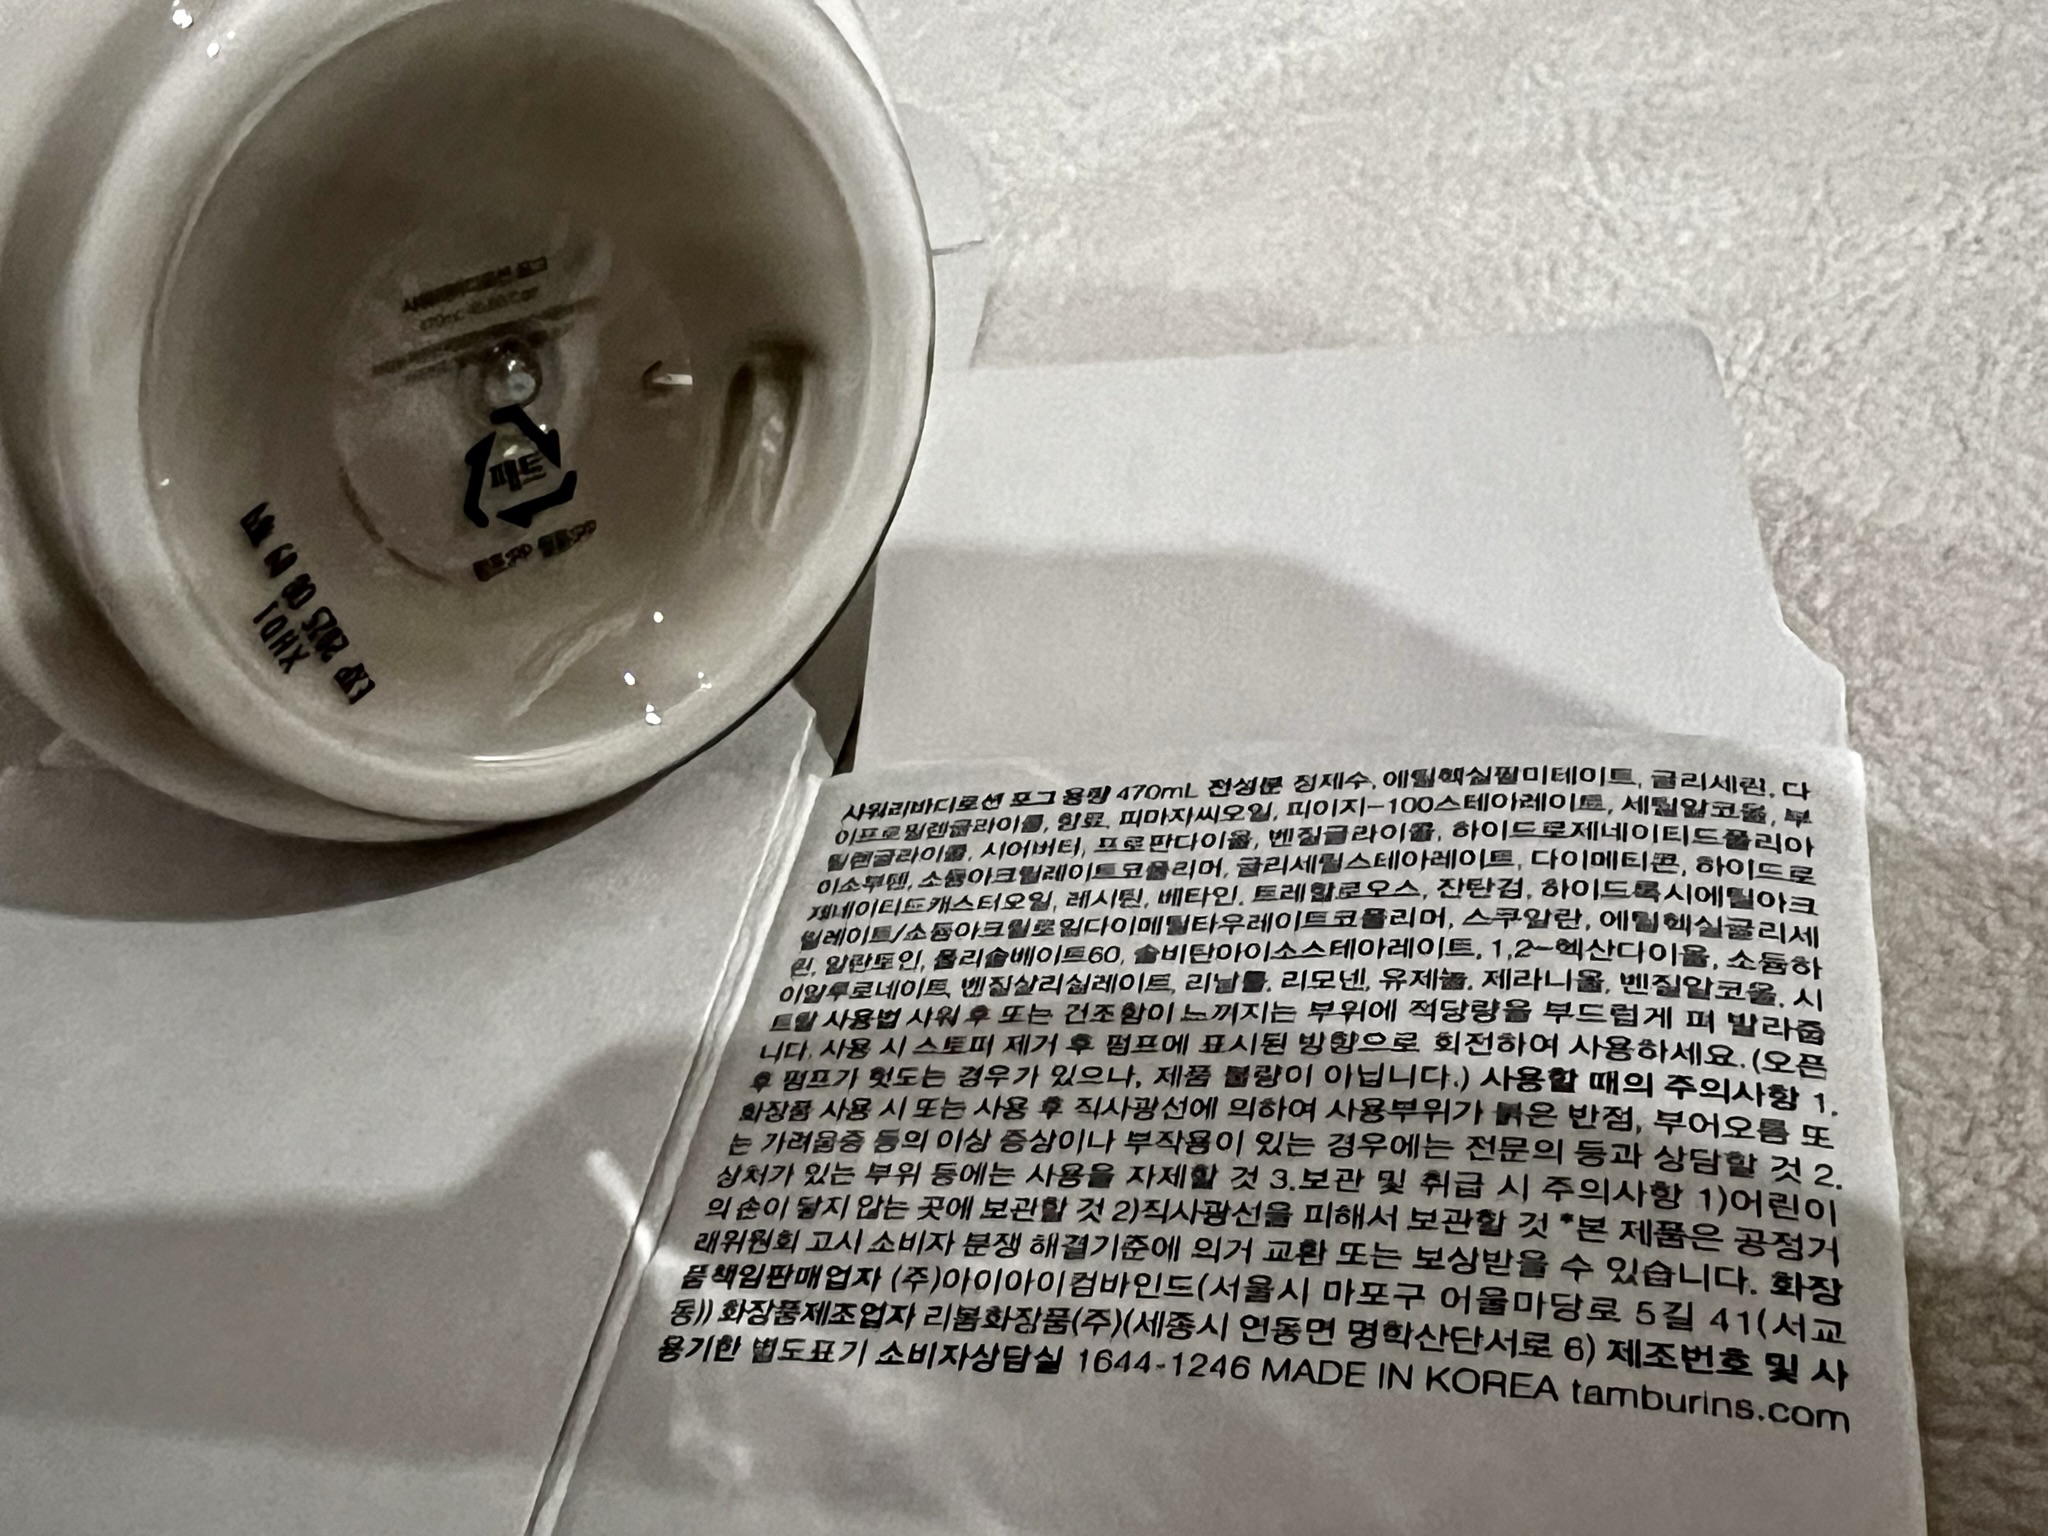 페트
XHD1
EXP 2025 08
샤워리바디로션 포그 용량 470mL 전성분 정제수, 에틸헥실팔미테이트, 글리세린, 다
이프로필렌글라이콜, 향료, 피마자씨오일, 피이지-100스테아레이트, 세틸알코올, 부
틸렌글라이콜, 시어버터, 프로판다이올, 벤질글라이콜, 하이드로제네이티드폴리아
이소부텐, 소듐아크릴레이트코폴리머, 글리세릴스테아레이트, 다이메티콘, 하이드로
제네이티드캐스터오일, 레시틴, 베타인, 트레할로오스, 잔탄검, 하이드록시에틸아크
릴레이트/소듐아크릴로일다이메틸타우레이트코폴리머, 스쿠알란, 에틸헥실글리세
린, 알란토인, 폴리솔베이트60, 솔비탄아이소스테아레이트, 1,2-헥산다이올, 소듐하
이알루로네이트, 벤질살리실레이트, 리날룰, 리모넨, 유제놀, 제라니올, 벤질알코올, 시
트랄 사용법 샤워 후 또는 건조함이 느껴지는 부위에 적당량을 부드럽게 펴 발라줍
니다. 사용 시 스토퍼 제거 후 펌프에 표시된 방향으로 회전하여 사용하세요.(오픈
후 펌프가 헛도는 경우가 있으나, 제품 불량이 아닙니다.) 사용할 때의 주의사항 1.
화장품 사용 시 또는 사용 후 직사광선에 의하여 사용부위가 붉은 반점, 부어오름 또
는 가려움증 등의 이상 증상이나 부작용이 있는 경우에는 전문의 등과 상담할 것 2.
상처가 있는 부위 등에는 사용을 자제할 것 3.보관 및 취급 시 주의사항 1)어린이
의 손이 닿지 않는 곳에 보관할 것 2)직사광선을 피해서 보관할 것 *본 제품은 공정거
래위원회 고시 소비자 분쟁 해결기준에 의거 교환 또는 보상받을 수 있습니다. 화장
품책임판매업자 (주)아이아이컴바인드(서울시 마포구 어울마당로 5길 41(서교
동)) 화장품제조업자 리봄화장품(주)(세종시 연동면 명학산단서로 6) 제조번호 및 사
용기한 별도표기 소비자상담실 1644-1246 MADE IN KOREA tamburins.com